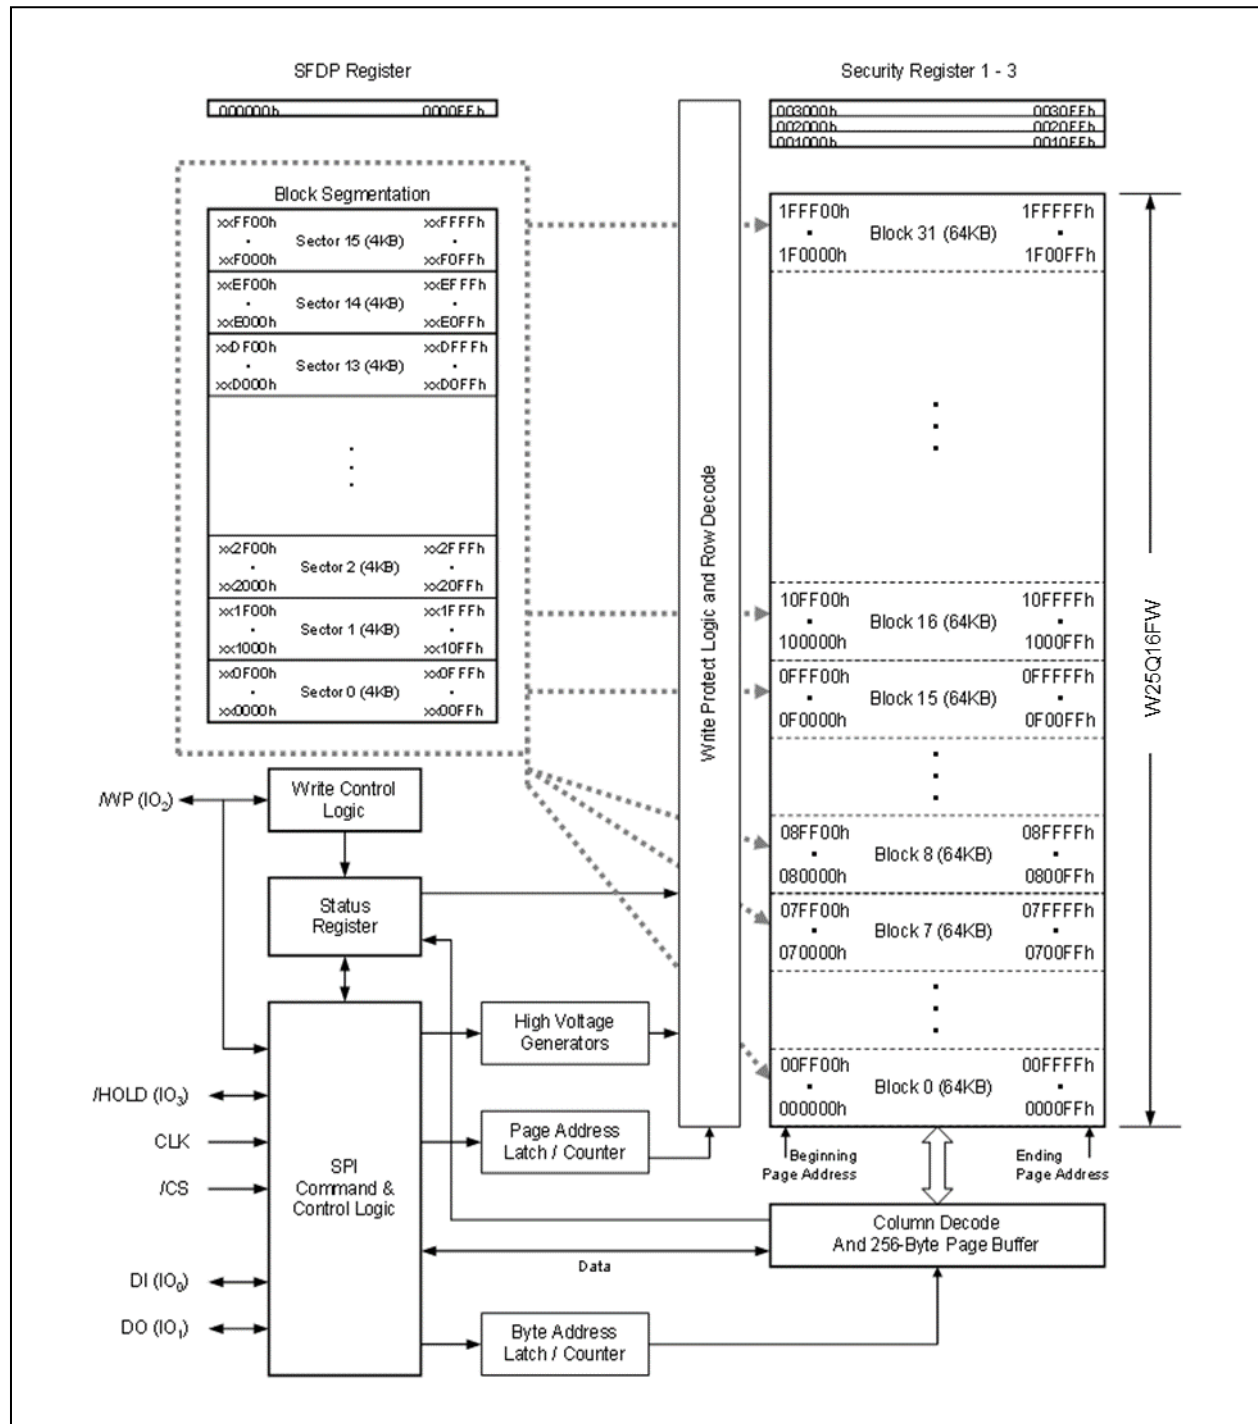 SFDP Register
000000h 0000FFh
Security Register 1 - 3
003000h 0030FFh
002000h 0020FFh
001000h 0010FFh
Block Segmentation
xxFF00h xxFFFFh
Sector 15 (4KB)
xxF000h xxF0FFh
xxEF00h xxEFFFh
Sector 14 (4KB)
xxE000h xxE0FFh
xxDF00h xxDFFFh
Sector 13 (4KB)
xxD000h xxD0FFh
xx2F00h xx2FFFh
Sector 2 (4KB)
xx2000h xx20FFh
xx1F00h xx1FFFh
Sector 1 (4KB)
xx1000h xx10FFh
xx0F00h xx0FFFh
Sector 0 (4KB)
xx0000h xx00FFh
Write Protect Logic and Row Decode
1FFF00h 1FFFFFh
Block 31 (64KB)
1F0000h 1F00FFh
10FF00h 10FFFFh
Block 16 (64KB)
100000h 1000FFh
0FFF00h 0FFFFFh
Block 15 (64KB)
0F0000h 0F00FFh
08FF00h 08FFFFh
Block 8 (64KB)
080000h 0800FFh
07FF00h 07FFFFh
Block 7 (64KB)
070000h 0700FFh
00FF00h 00FFFFh
Block 0 (64KB)
000000h 0000FFh
W25Q16FW
Beginning
Page Address
Ending
Page Address
/WP (IO2)
Write Control
Logic
Status
Register
High Voltage
Generators
/HOLD (IO3)
CLK
/CS
DI (IO0)
DO (IO1)
SPI
Command &
Control Logic
Page Address
Latch / Counter
Column Decode
And 256-Byte Page Buffer
Data
Byte Address
Latch / Counter